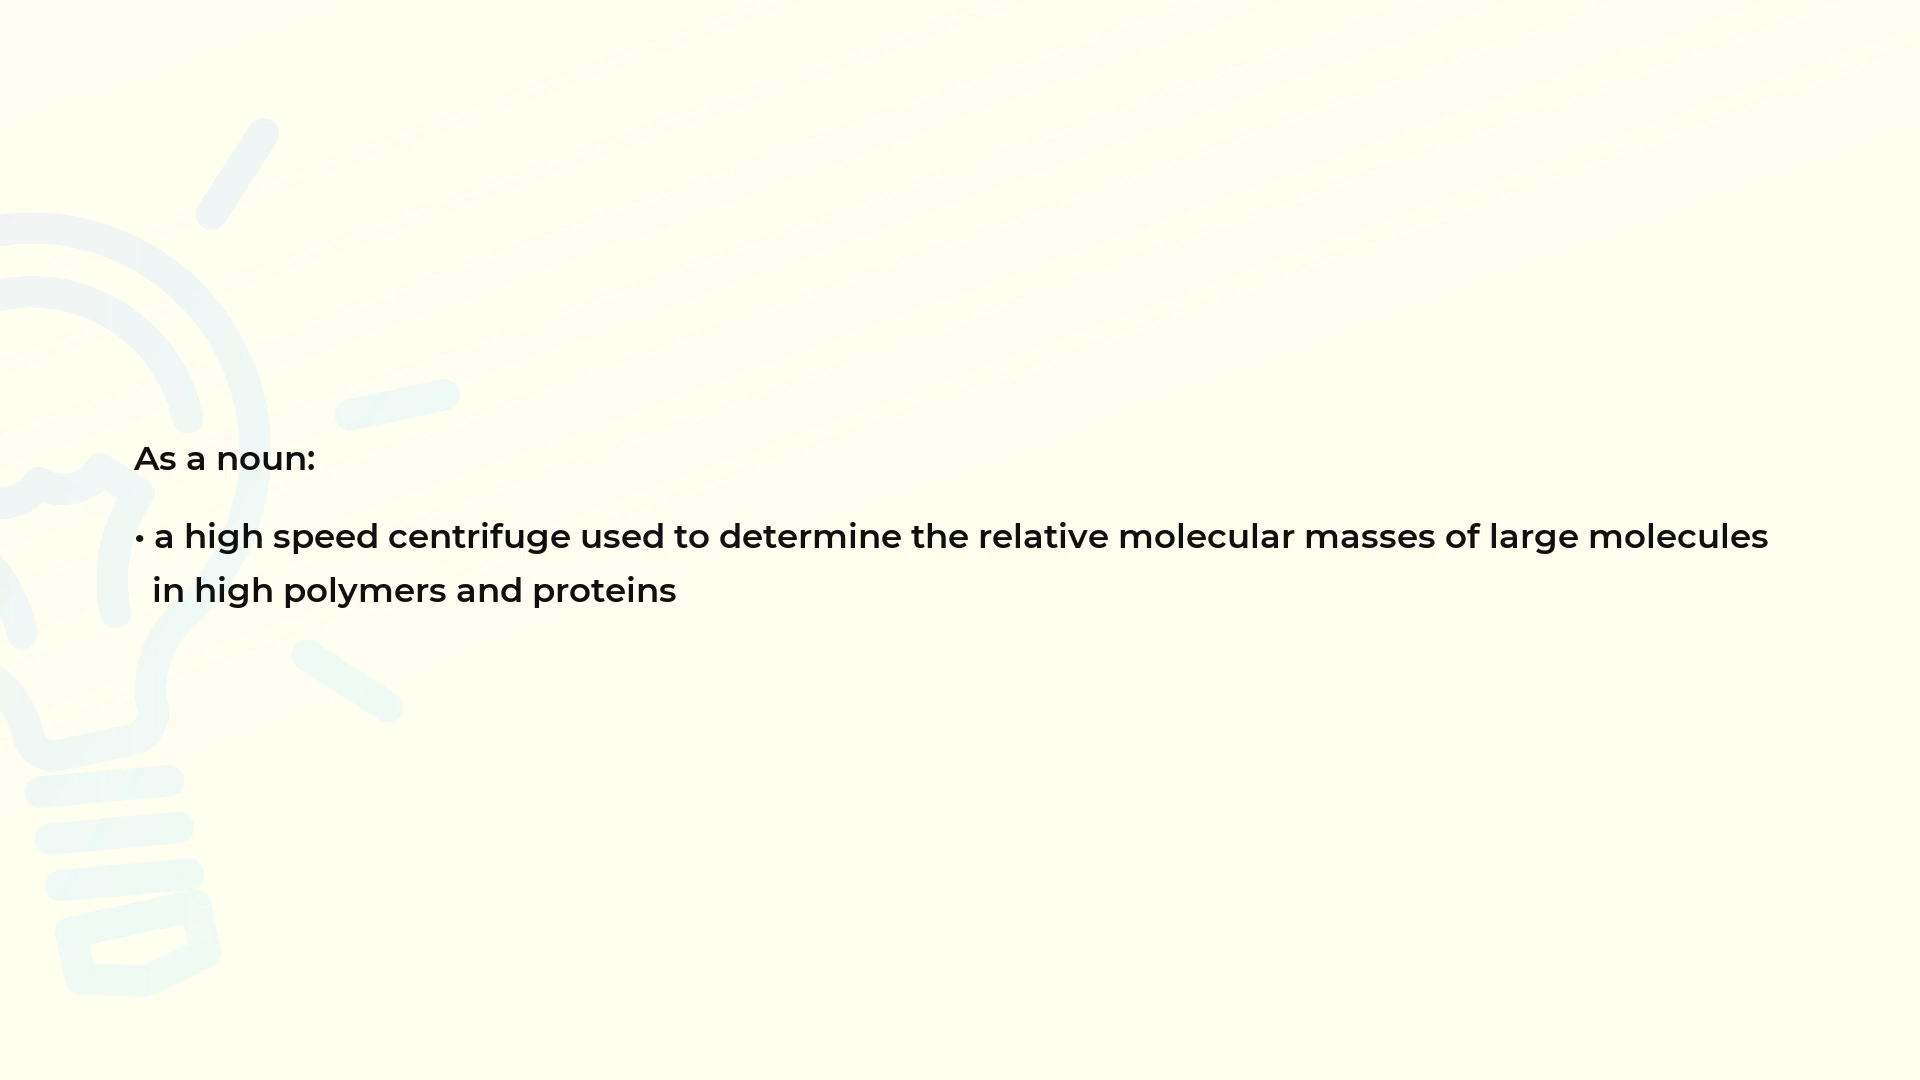 As a noun:
• a high speed centrifuge used to determine the relative molecular masses of large molecules
in high polymers and proteins